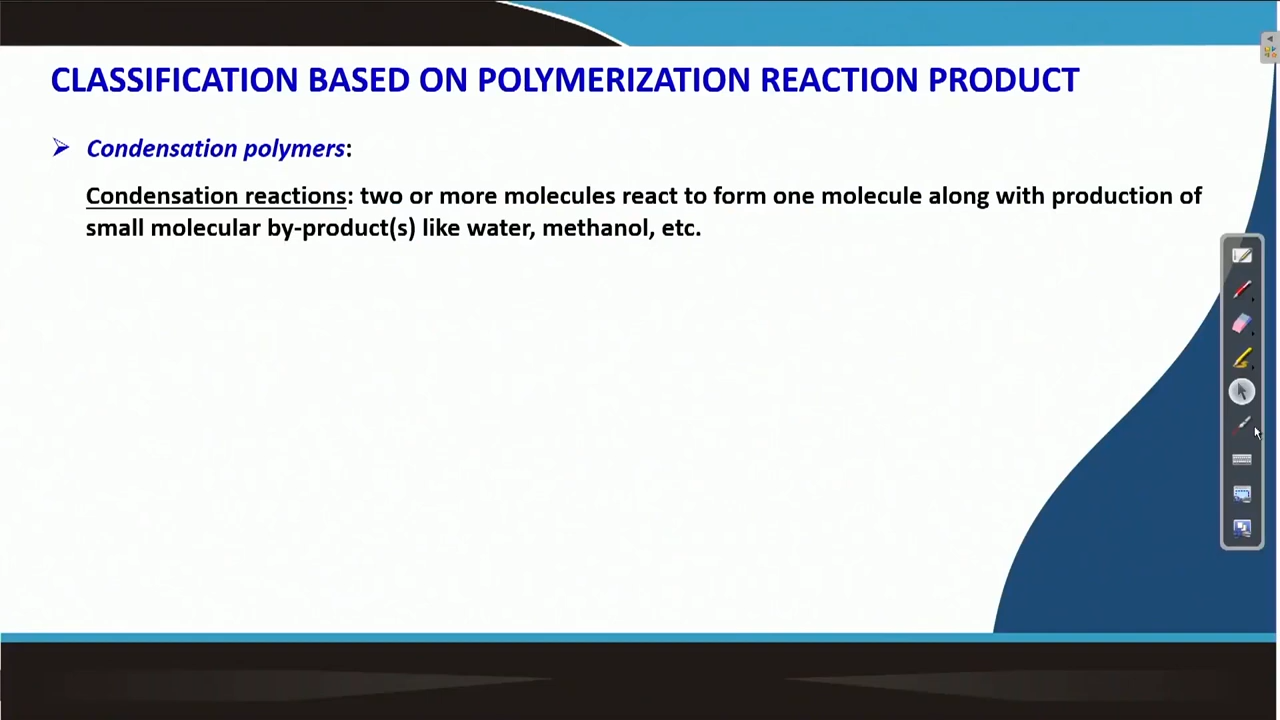 CLASSIFICATION BASED ON POLYMERIZATION REACTION PRODUCT
Condensation polymers:
Condensation reactions: two or more molecules react to form one molecule along with production of
small molecular by-product(s) like water, methanol, etc.